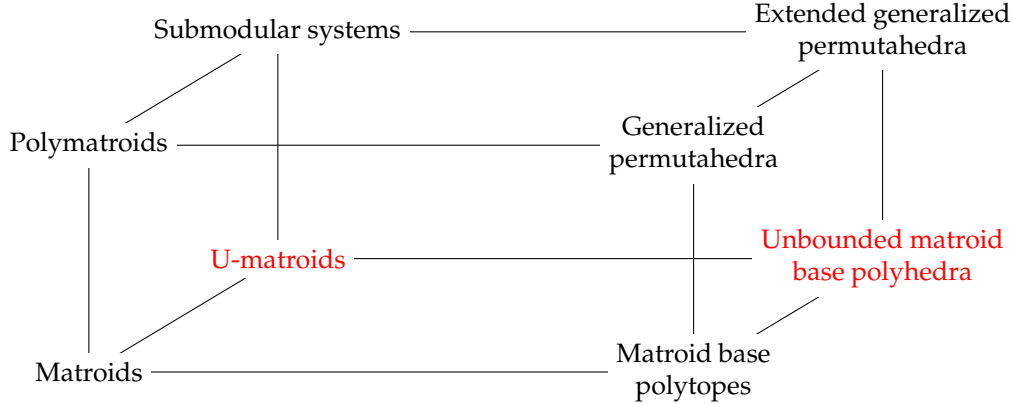 Submodular systems
Extended generalized
permutahedra
Polymatroids
Generalized
permutahedra
U-matroids
Unbounded matroid
base polyhedra
Matroids
Matroid base
polytopes